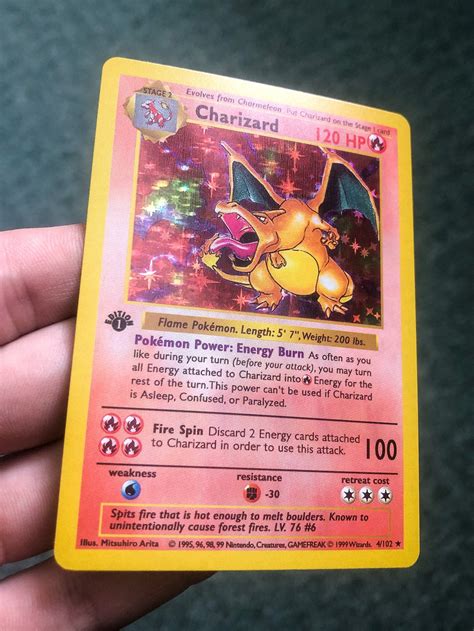 STAGE 2
Evolves from Charmeleon Put Charizard on the Stage 1 card
Charizard
120 HP
EDITION
1
Flame Pokémon. Length: 5' 7", Weight: 200 lbs.
Pokémon Power: Energy Burn As often as you
like during your turn (before your attack), you may turn
all Energy attached to Charizard into Energy for the
rest of the turn. This power can't be used if Charizard
is Asleep, Confused, or Paralyzed.
Fire Spin Discard 2 Energy cards attached
to Charizard in order to use this attack.
100
weakness
resistance
retreat cost
-30
Spits fire that is hot enough to melt boulders. Known to
unintentionally cause forest fires. LV. 76 #6
Illus. Mitsuhiro Arita © 1995, 96, 98, 99 Nintendo, Creatures, GAMEFREAK © 1999 Wizards. 4/102 ★